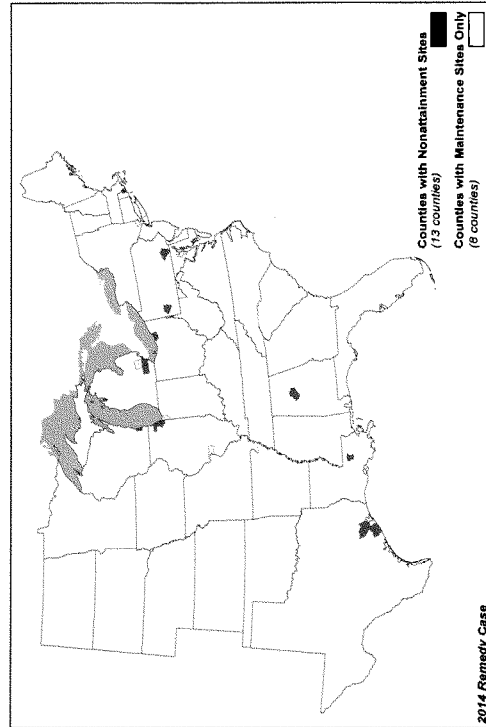 Counties with Nonattainment Sites
(13 counties)
Counties with Maintenance Sites Only
(8 counties)
2014 Remedy Case